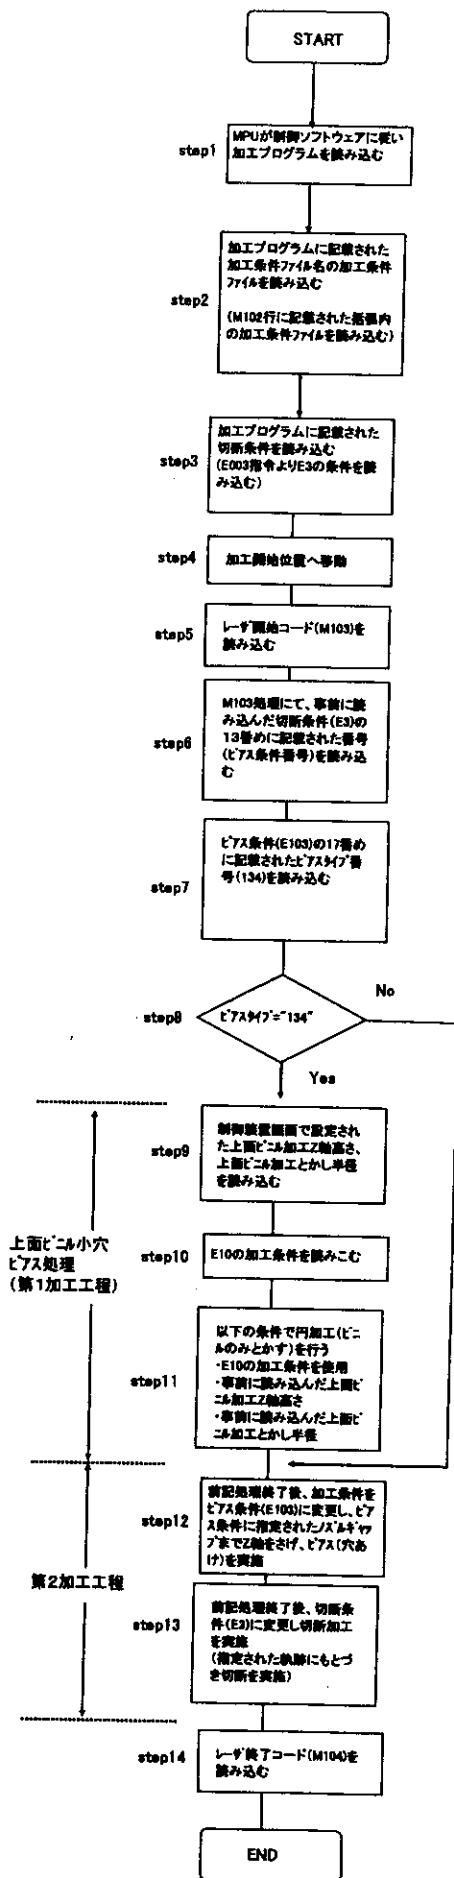 START
step1
MPUが制御ソフトウェアに従い
加工プログラムを読み込む
step2
加工プログラムに記載された
加工条件ファイル名の加工条件
ファイルを読み込む
(M102行に記載された括弧内
の加工条件ファイルを読み込む)
step3
加工プログラムに記載された
切断条件を読み込む
(E003指令よりE3の条件を読
み込む)
step4
加工開始位置へ移動
step5
レーザ開始コード(M103)を
読み込む
step6
M103処理にて、事前に読
み込んだ切断条件(E3)の
13番めに記載された番号
(ピアス条件番号)を読み込
む
step7
ピアス条件(E103)の17番め
に記載されたピアスタイプ番
号(134)を読み込む
step8
ピアスタイプ="134"
No
Yes
step9
制御装置画面で設定され
た上面ビニル加工Z軸高さ、
上面ビニル加工とかし半径
を読み込む
上面ビニル小穴
ピアス処理
(第1加工工程)
step10
E10の加工条件を読みこむ
step11
以下の条件で円加工(ビニ
ルのみとかす)を行う
・E10の加工条件を使用
・事前に読み込んだ上面ビ
ニル加工Z軸高さ
・事前に読み込んだ上面ビ
ニル加工とかし半径
第2加工工程
step12
前記処理終了後、加工条件を
ピアス条件(E103)に変更し、ピア
ス条件に指定されたノズルギャッ
プまでZ軸をさげ、ピアス(穴あ
け)を実施
step13
前記処理終了後、切断条
件(E3)に変更し切断加工
を実施
(指定された軌跡にもとづ
き切断を実施)
step14
レーザ終了コード(M104)を
読み込む
END